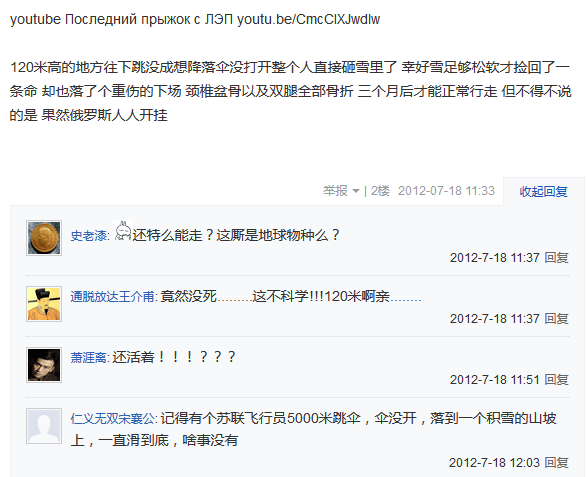 youtube Последний прыжок с ЛЭП youtu.be/CmcClXJwdlw
120米高的地方往下跳没成想降落伞没打开整个人直接砸雪里了 幸好雪足够松软才捡回了一
条命 却也落了个重伤的下场 颈椎盆骨以及双腿全部骨折 三个月后才能正常行走 但不得不说
的是 果然俄罗斯人人开挂
举报 | 2楼 2012-07-18 11:33 收起回复
史老漆: 还特么能走？这厮是地球物种么？
2012-7-18 11:37 回复
通脱放达王介甫: 竟然没死.........这不科学!!!120米啊亲........
2012-7-18 11:37 回复
萧涯离: 还活着！！！？？？
2012-7-18 11:51 回复
仁义无双宋襄公: 记得有个苏联飞行员5000米跳伞，伞没开，落到一个积雪的山坡
上，一直滑到底，啥事没有
2012-7-18 12:03 回复